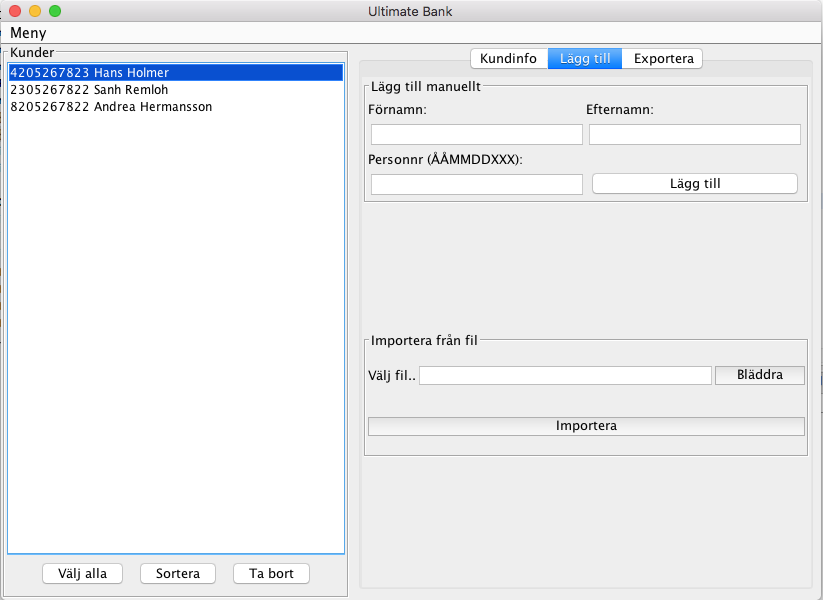 Ultimate Bank
Meny
Kunder
4205267823 Hans Holmer
2305267822 Sanh Remloh
8205267822 Andrea Hermansson
Välj alla
Sortera
Ta bort
Kundinfo
Lägg till
Exportera
Lägg till manuellt
Förnamn:
Efternamn:
Personnr (ÅÅMMDDXXX):
Lägg till
Importera från fil
Välj fil..
Bläddra
Importera